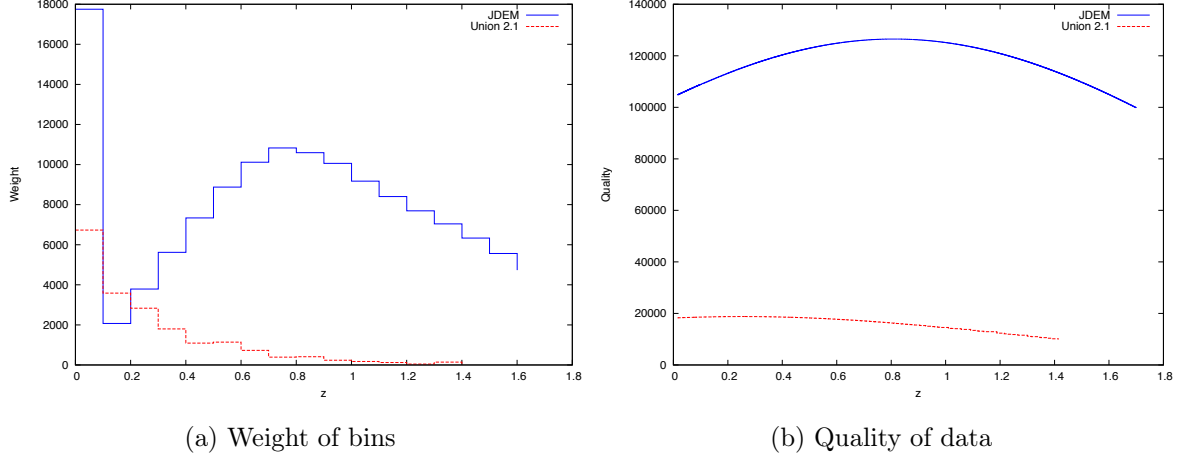 18000
16000
14000
12000
10000
8000
6000
4000
2000
0
Weight
JDEM
Union 2.1
0 0.2 0.4 0.6 0.8 1 1.2 1.4 1.6 1.8
z
(a) Weight of bins
140000
120000
100000
80000
60000
40000
20000
0
Quality
JDEM
Union 2.1
0 0.2 0.4 0.6 0.8 1 1.2 1.4 1.6 1.8
z
(b) Quality of data